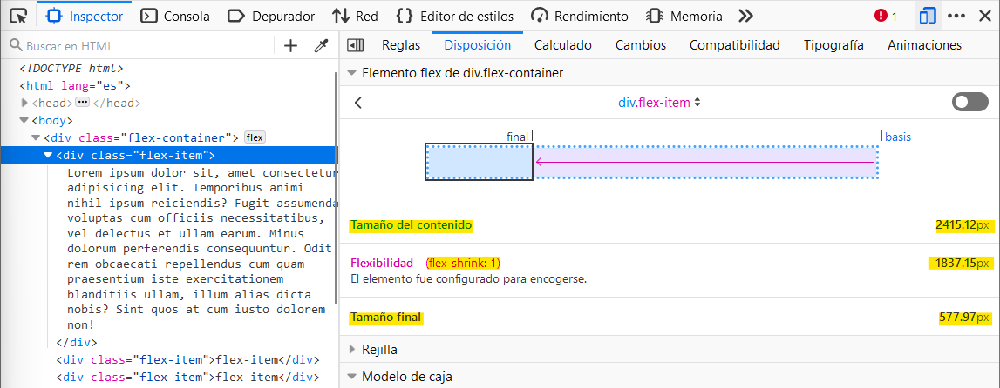 Inspector Consola Depurador Red Editor de estilos Rendimiento Memoria 1
Buscar en HTML
Reglas Disposición Calculado Cambios Compatibilidad Tipografía Animaciones
<!DOCTYPE html>
<html lang="es">
<head> </head>
<body>
<div class="flex-container"> flex
<div class="flex-item">
Lorem ipsum dolor sit, amet consectetur
adipisicing elit. Temporibus animi
nihil ipsum reiciendis? Fugit assumenda
voluptas cum officiis necessitatibus,
vel delectus et ullam earum. Minus
dolorum perferendis consequuntur. Odit
rem obcaecati repellendus cum quam
praesentium iste exercitationem
blanditiis ullam, illum alias dicta
nobis? Sint quos at cum iusto dolorem
non!
</div>
<div class="flex-item">flex-item</div>
<div class="flex-item">flex-item</div>
Elemento flex de div.flex-container
div.flex-item
final basis
Tamaño del contenido 2415.12px
Flexibilidad (flex-shrink: 1) -1837.15px
El elemento fue configurado para encogerse.
Tamaño final 577.97px
Rejilla
Modelo de caja